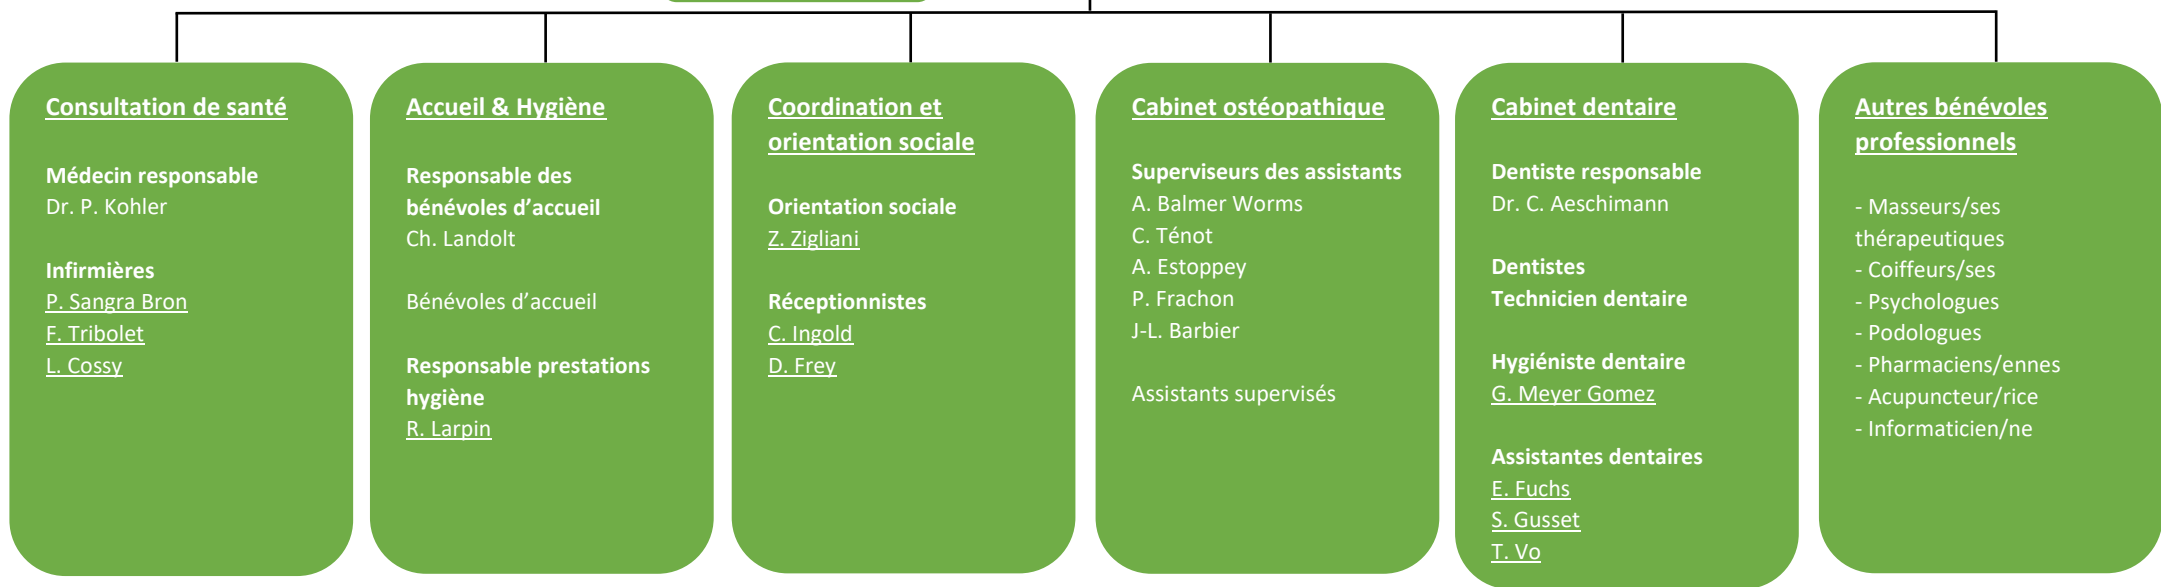 Consultation de santé
Médecin responsable
Dr. P. Kohler
Infirmières
P. Sangra Bron
F. Tribolet
L. Cossy
Accueil & Hygiène
Responsable des
bénévoles d’accueil
Ch. Landolt
Bénévoles d’accueil
Responsable prestations
hygiène
R. Larpin
Coordination et
orientation sociale
Orientation sociale
Z. Zigliani
Réceptionnistes
C. Ingold
D. Frey
Cabinet ostéopathique
Superviseurs des assistants
A. Balmer Worms
C. Ténot
A. Estoppey
P. Frachon
J-L. Barbier
Assistants supervisés
Cabinet dentaire
Dentiste responsable
Dr. C. Aeschimann
Dentistes
Technicien dentaire
Hygiéniste dentaire
G. Meyer Gomez
Assistantes dentaires
E. Fuchs
S. Gusset
T. Vo
Autres bénévoles
professionnels
- Masseurs/ses
thérapeutiques
- Coiffeurs/ses
- Psychologues
- Podologues
- Pharmaciens/ennes
- Acupuncteur/rice
- Informaticien/ne